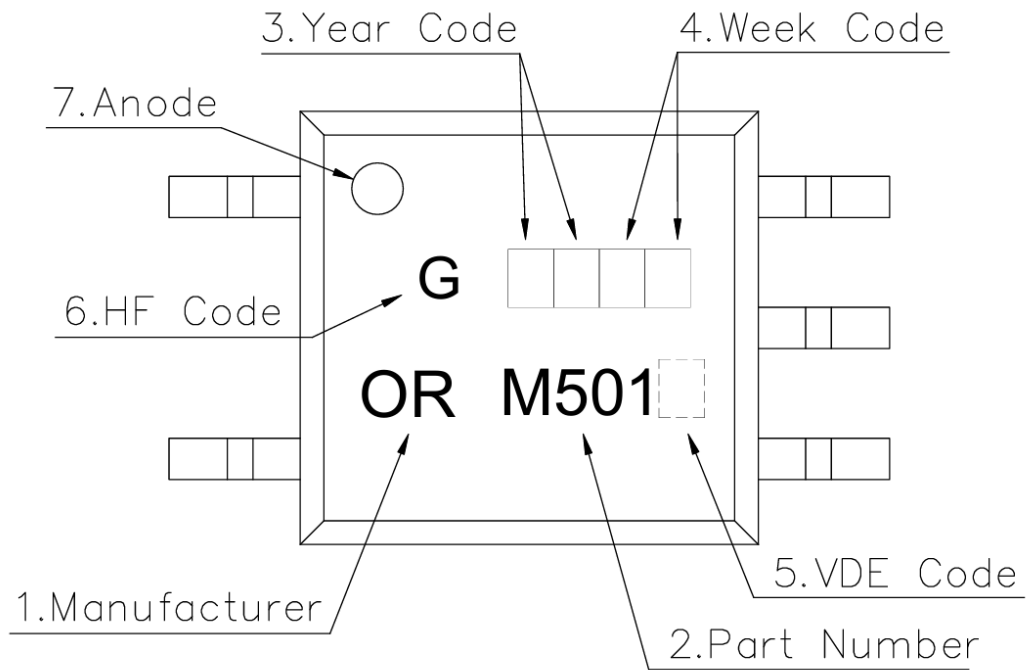 3.Year Code
4.Week Code
7.Anode
G
6.HF Code
OR M501
5.VDE Code
1.Manufacturer
2.Part Number